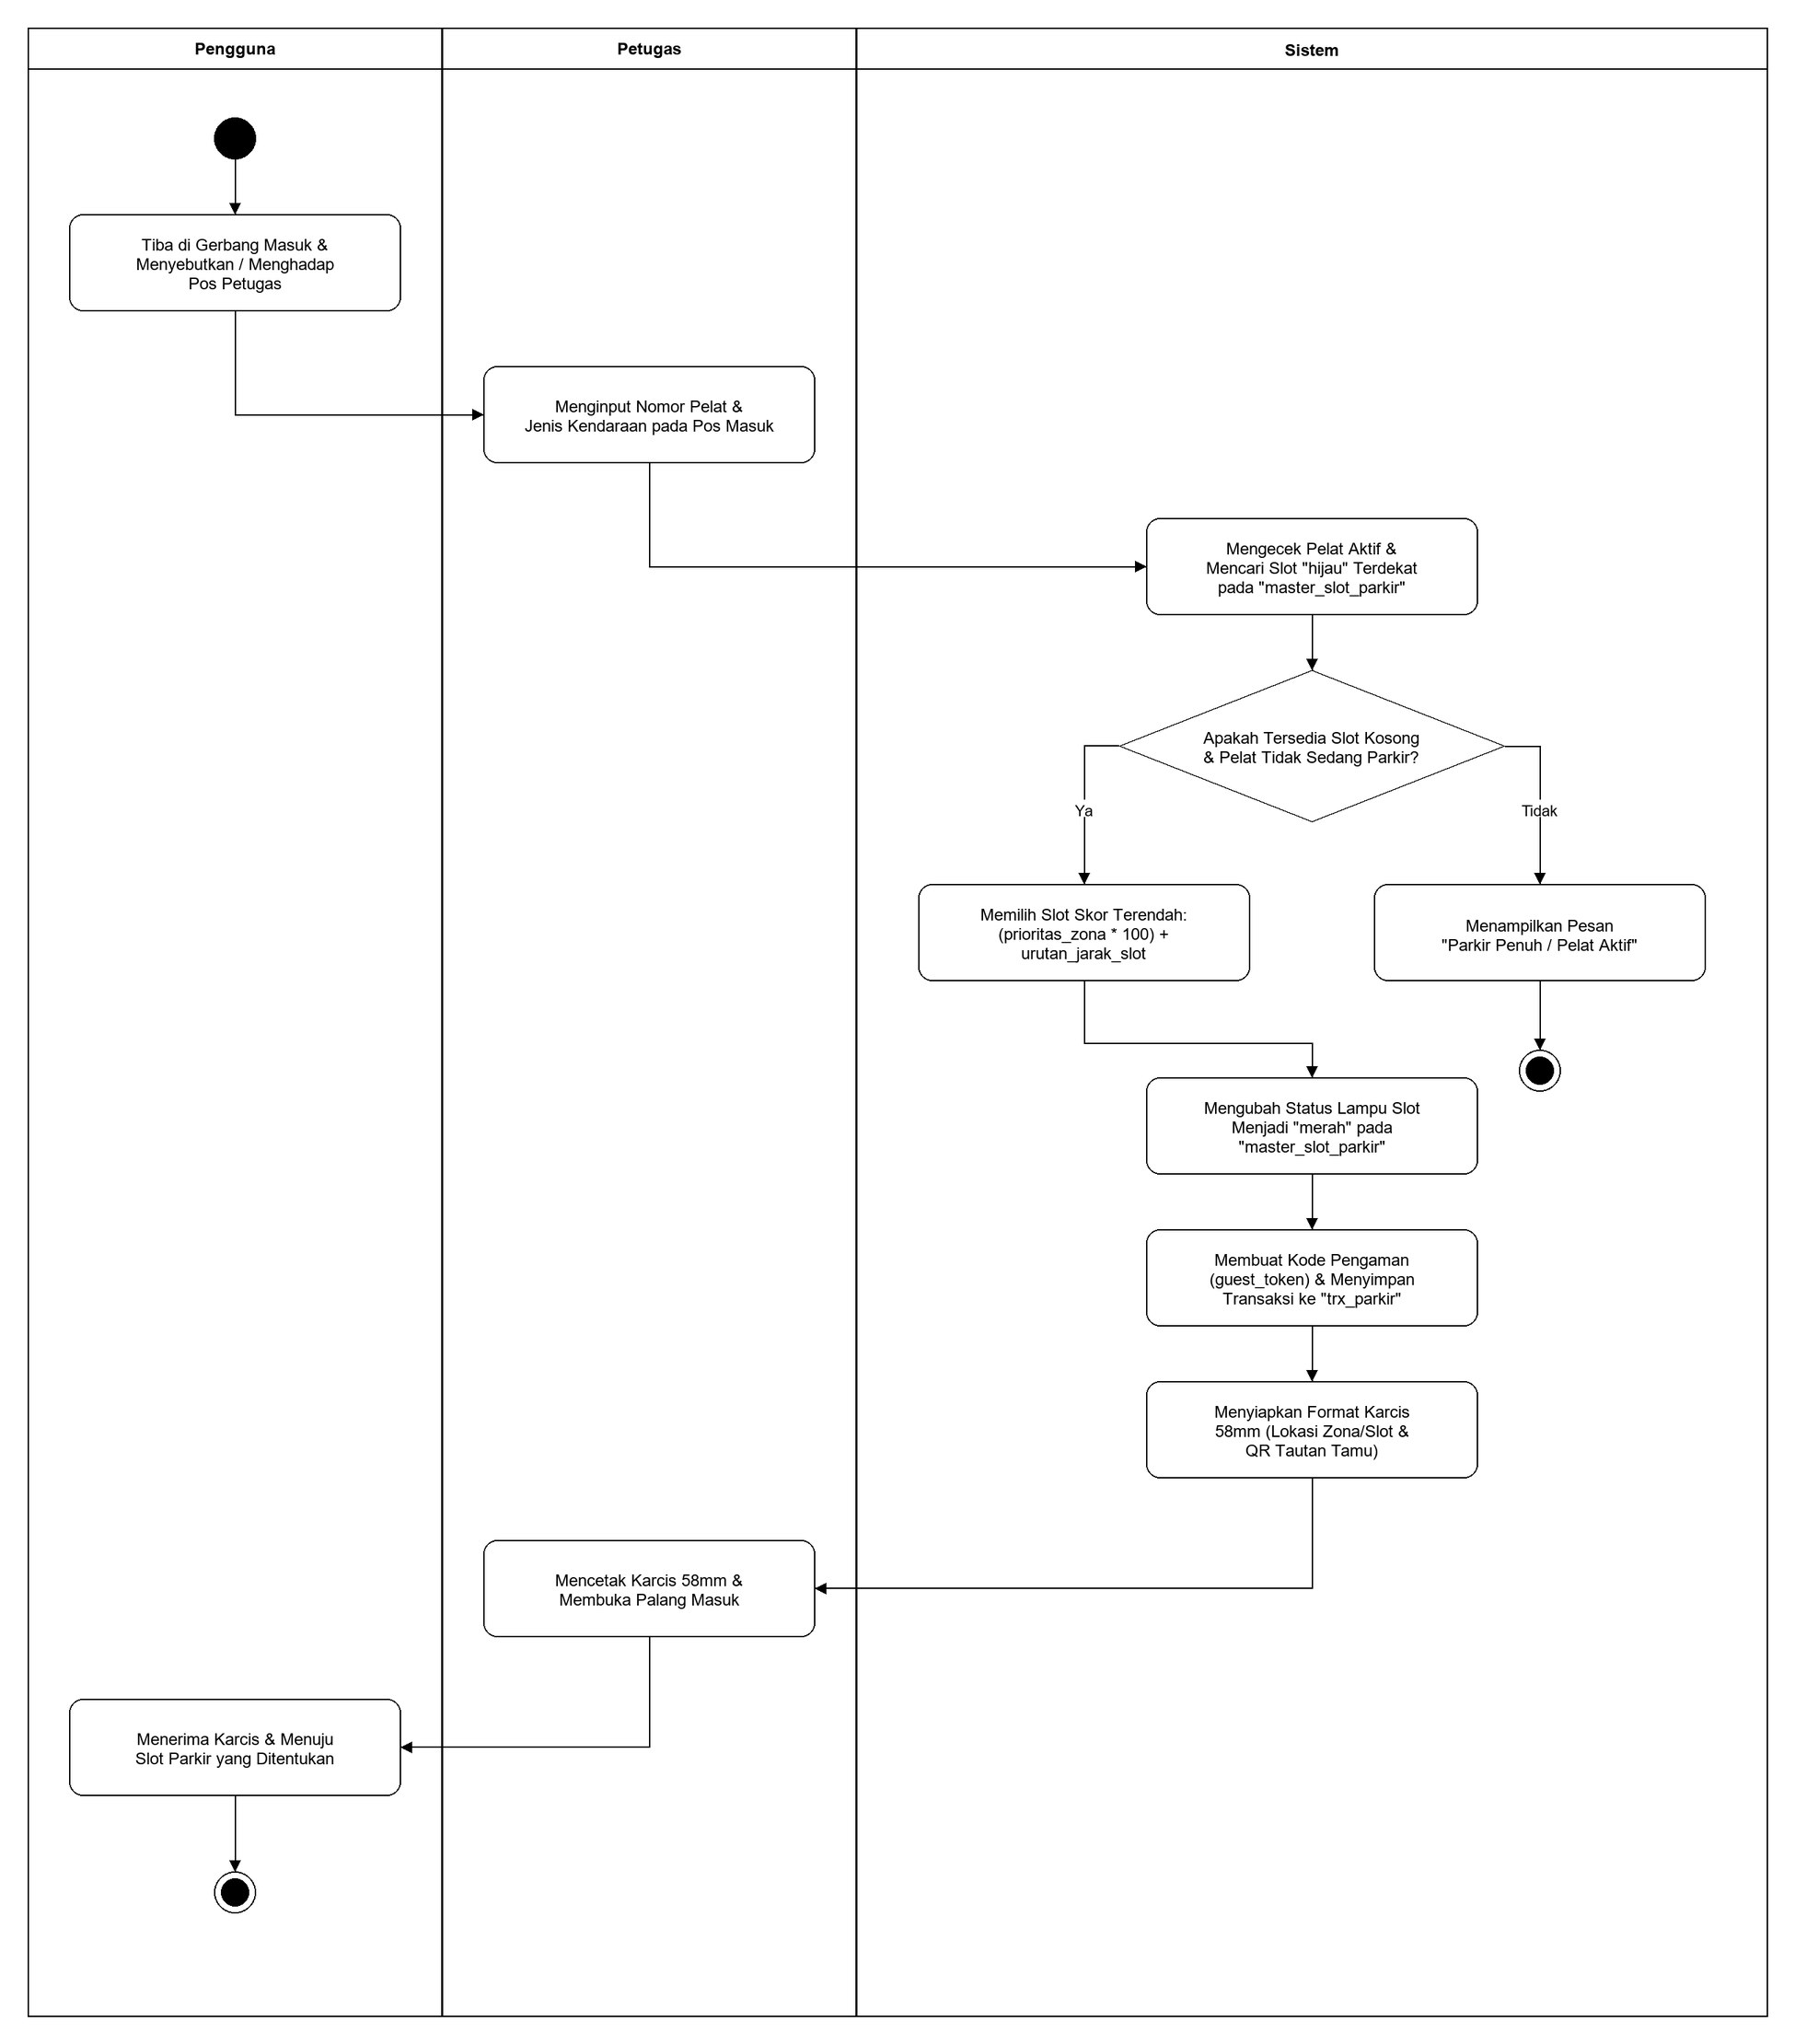 Pengguna
Petugas
Sistem
Tiba di Gerbang Masuk &
Menyebutkan / Menghadap
Pos Petugas
Menginput Nomor Pelat &
Jenis Kendaraan pada Pos Masuk
Mengecek Pelat Aktif &
Mencari Slot "hijau" Terdekat
pada "master_slot_parkir"
Apakah Tersedia Slot Kosong
& Pelat Tidak Sedang Parkir?
Ya
Tidak
Memilih Slot Skor Terendah:
(prioritas_zona * 100) +
urutan_jarak_slot
Menampilkan Pesan
"Parkir Penuh / Pelat Aktif"
Mengubah Status Lampu Slot
Menjadi "merah" pada
"master_slot_parkir"
Membuat Kode Pengaman
(guest_token) & Menyimpan
Transaksi ke "trx_parkir"
Menyiapkan Format Karcis
58mm (Lokasi Zona/Slot &
QR Tautan Tamu)
Mencetak Karcis 58mm &
Membuka Palang Masuk
Menerima Karcis & Menuju
Slot Parkir yang Ditentukan